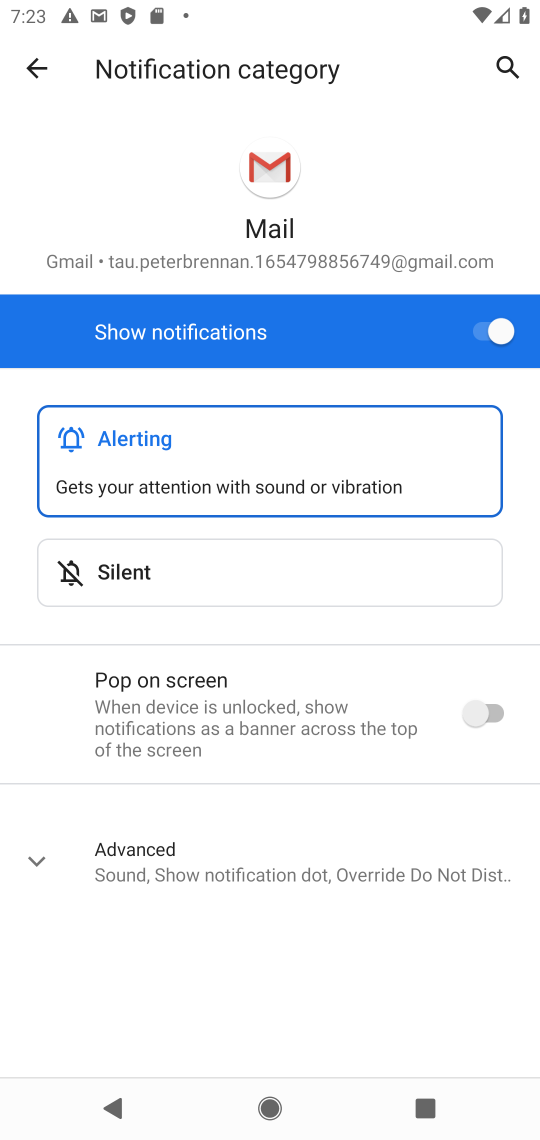 7:23
Notification category
Mail
Gmail • tau.peterbrennan.1654798856749@gmail.com
Show notifications
Alerting
Gets your attention with sound or vibration
Silent
Pop on screen
When device is unlocked, show
notifications as a banner across the top
of the screen
Advanced
Sound, Show notification dot, Override Do Not Dist..